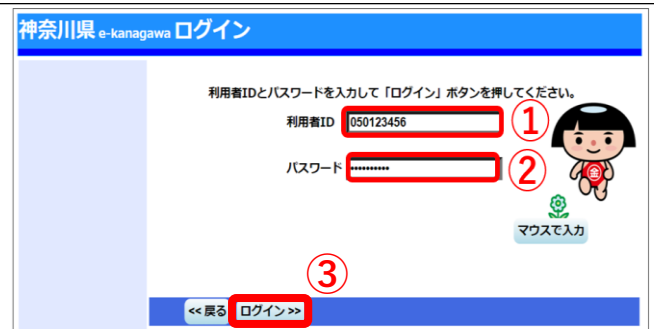 神奈川県 e-kanagawa ログイン
利用者IDとパスワードを入力して「ログイン」ボタンを押してください。
利用者ID 050123456 ①
パスワード •••••••••• ②
金
マウスで入力
③
<< 戻る ログイン >>